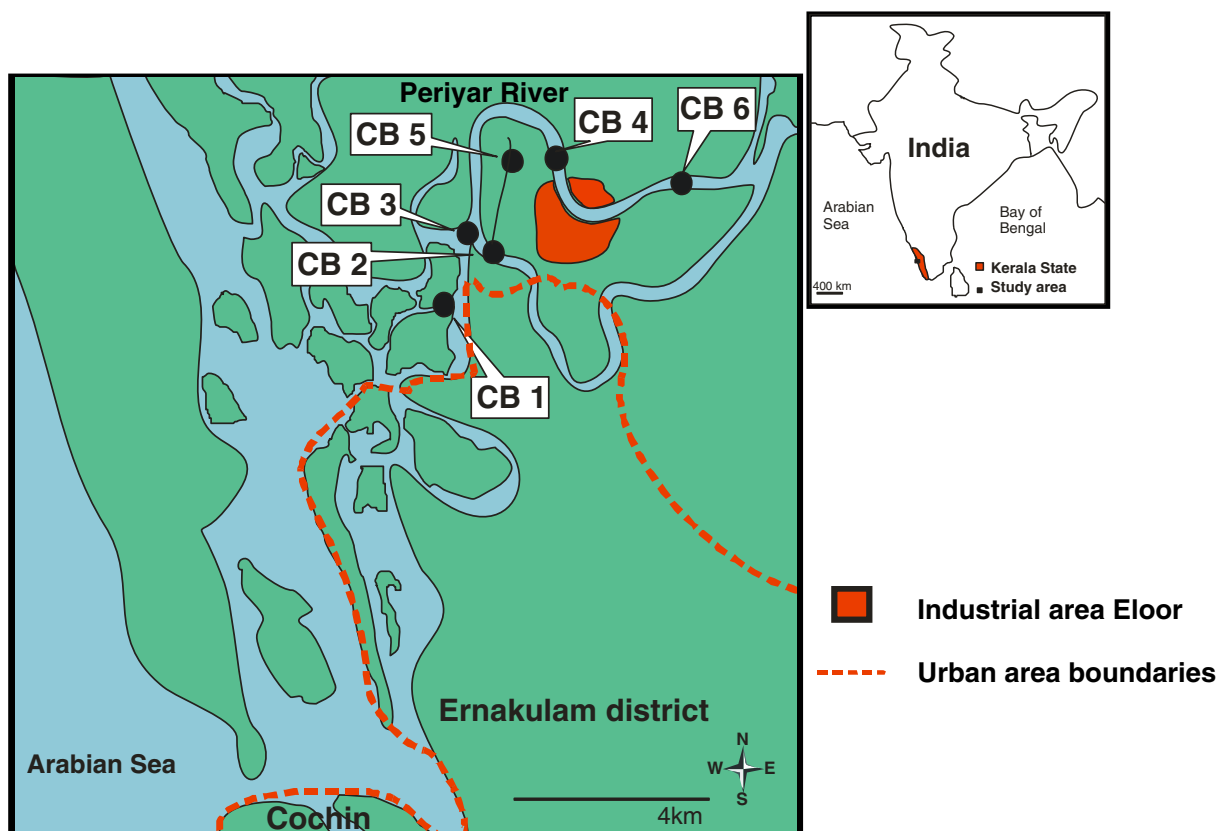 Periyar River
CB 5
CB 4
CB 6
CB 3
CB 2
CB 1
Ernakulam district
Arabian Sea
Cochin
N
W
E
S
4km
India
Arabian
Sea
Bay of
Bengal
Kerala State
Study area
400 km
Industrial area Eloor
Urban area boundaries